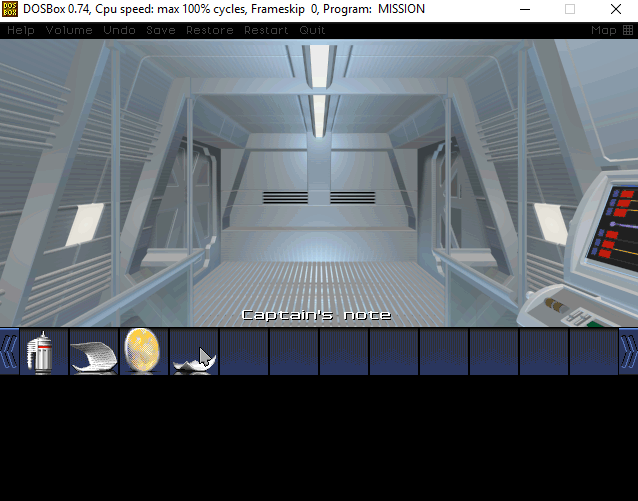 DOSBox 0.74, Cpu speed: max 100% cycles, Frameskip 0, Program: MISSION
Help Volume Undo Save Restore Restart Quit Map
Captain's note